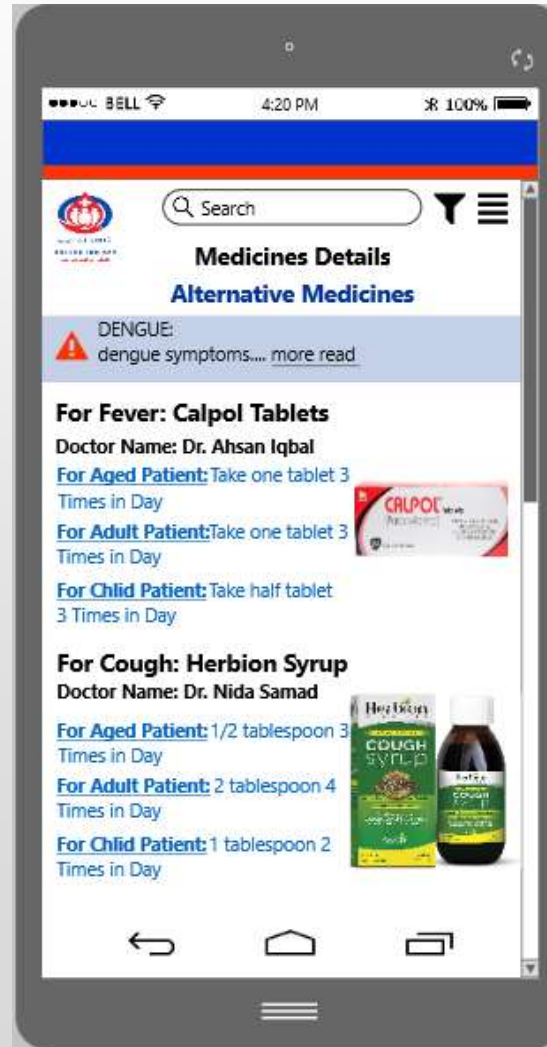 BELL
4:20 PM
100%
Search
Medicines Details
Alternative Medicines
DENGUE:
dengue symptoms.... more read
For Fever: Calpol Tablets
Doctor Name: Dr. Ahsan Iqbal
For Aged Patient: Take one tablet 3
Times in Day
For Adult Patient:Take one tablet 3
Times in Day
For Chlid Patient: Take half tablet
3 Times in Day
CALPOL
For Cough: Herbion Syrup
Doctor Name: Dr. Nida Samad
For Aged Patient: 1/2 tablespoon 3
Times in Day
For Adult Patient: 2 tablespoon 4
Times in Day
For Chlid Patient: 1 tablespoon 2
Times in Day
Herbion
COUGH
syrup
Herbion
COUGH